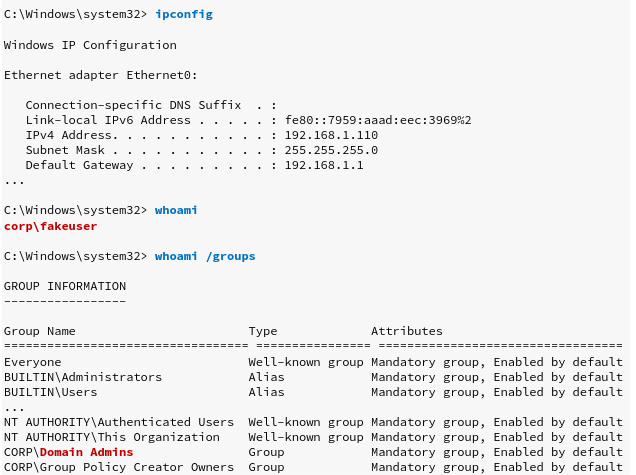 C:\Windows\system32> ipconfig
Windows IP Configuration
Ethernet adapter Ethernet0:
   Connection-specific DNS Suffix  . :
   Link-local IPv6 Address . . . . . : fe80::7959:aaad:eec:3969%2
   IPv4 Address. . . . . . . . . . . : 192.168.1.110
   Subnet Mask . . . . . . . . . . . : 255.255.255.0
   Default Gateway . . . . . . . . . : 192.168.1.1
...
C:\Windows\system32> whoami
corp\fakeuser
C:\Windows\system32> whoami /groups
GROUP INFORMATION
-----------------
Group Name                         Type             Attributes
================================== ================ ==================================
Everyone                           Well-known group Mandatory group, Enabled by default
BUILTIN\Administrators             Alias            Mandatory group, Enabled by default
BUILTIN\Users                      Alias            Mandatory group, Enabled by default
...
NT AUTHORITY\Authenticated Users   Well-known group Mandatory group, Enabled by default
NT AUTHORITY\This Organization     Well-known group Mandatory group, Enabled by default
CORP\Domain Admins                 Group            Mandatory group, Enabled by default
CORP\Group Policy Creator Owners   Group            Mandatory group, Enabled by default